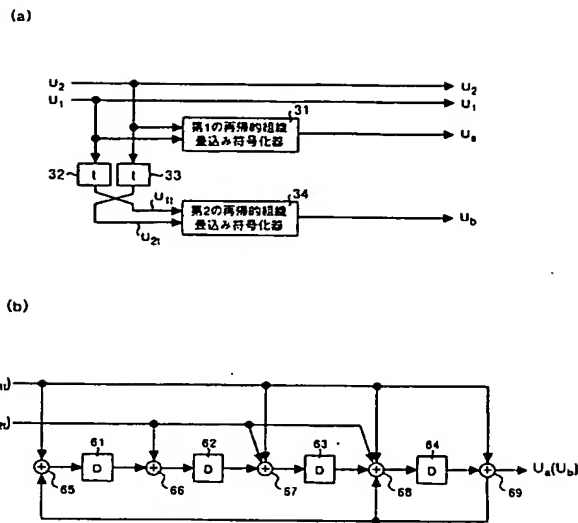 (a)
U2
U2
U1
U1
31
第1の再帰的組織
畳込み符号化器
Ua
32
33
U1t
34
第2の再帰的組織
畳込み符号化器
Ub
U2t
(b)
61
62
63
64
D
D
D
D
Ua(Ub)
65
66
67
68
69